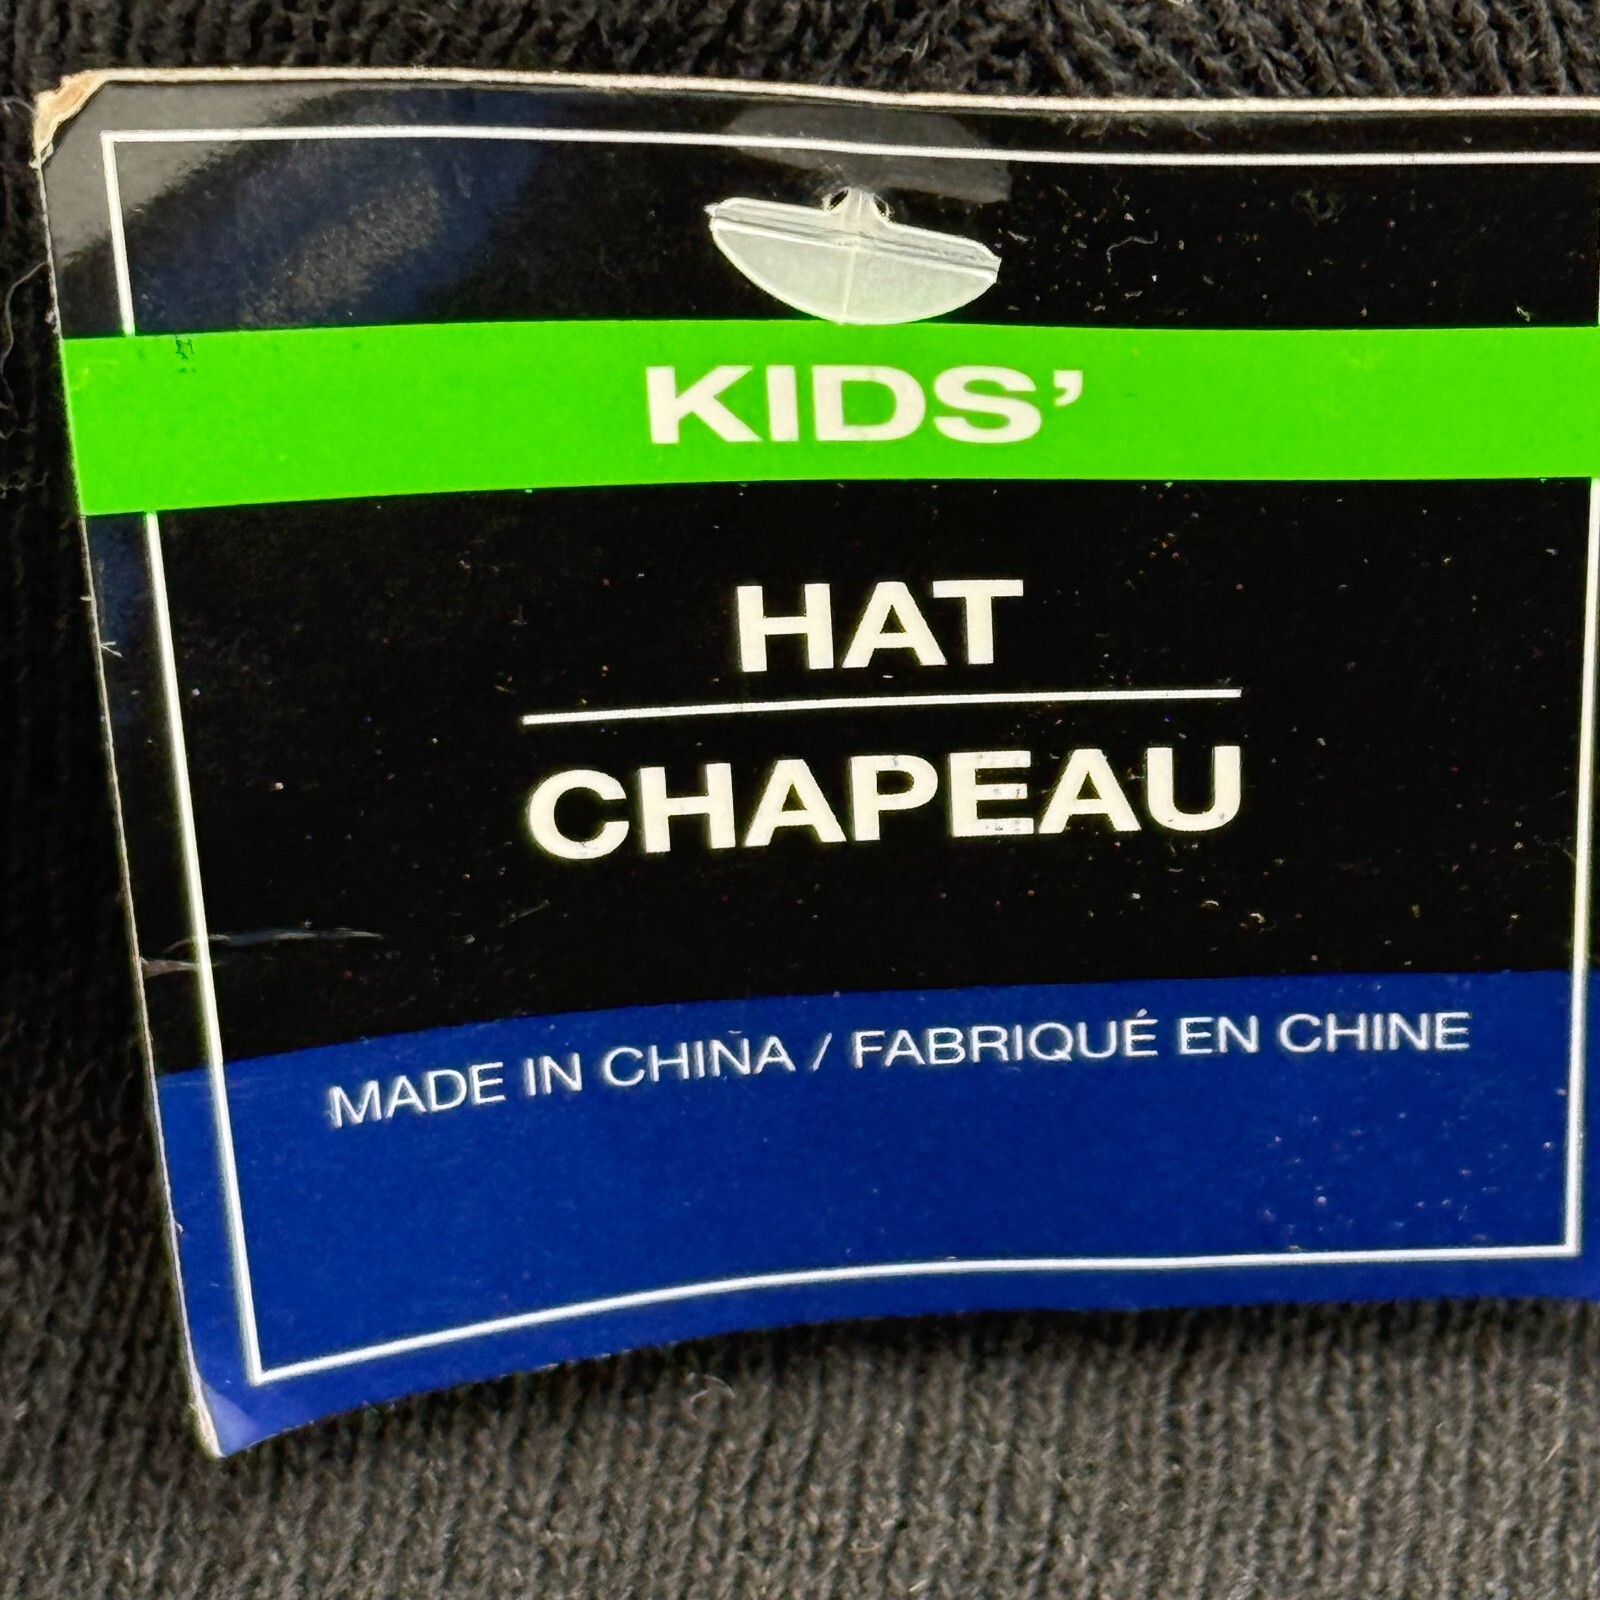 KIDS’
HAT
CHAPEAU
MADE IN CHINA / FABRIQUÉ EN CHINE